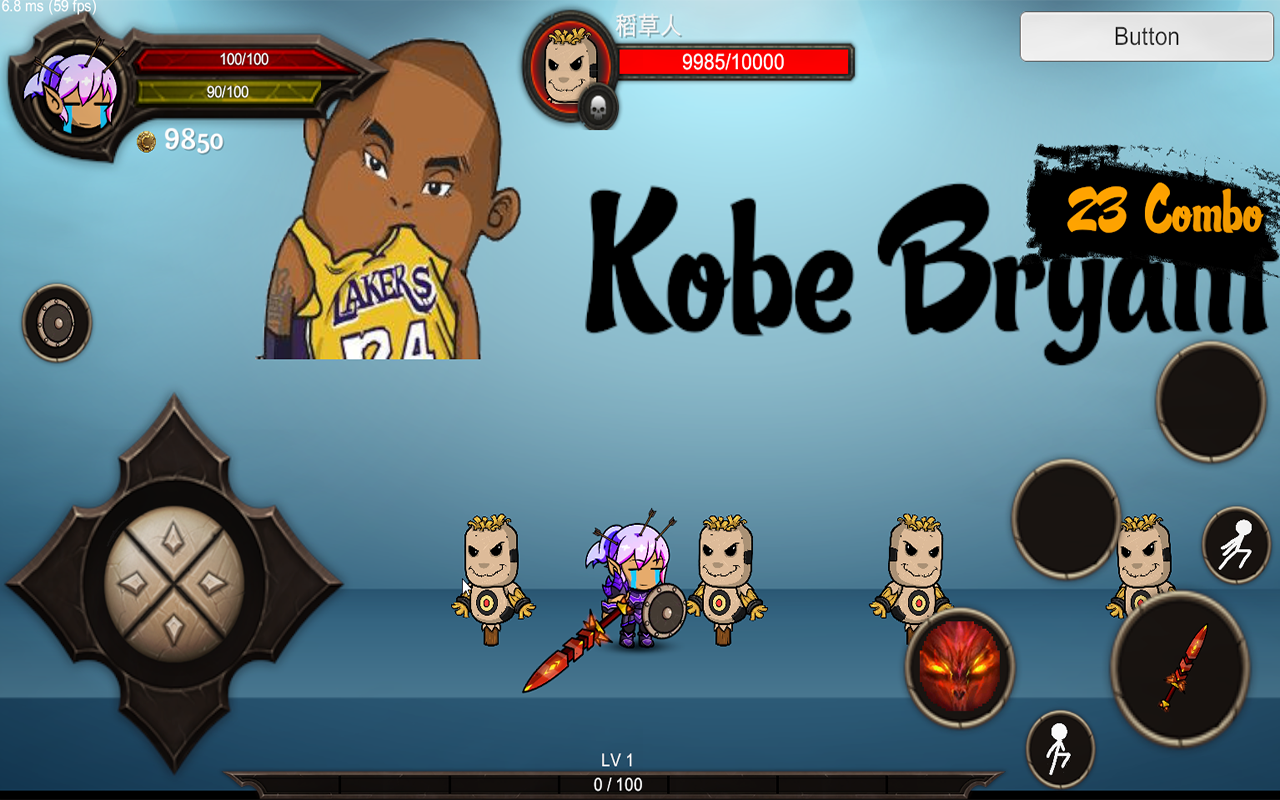 6.8 ms (59 fps)
稻草人
Button
100/100
9985/10000
90/100
9850
23 Combo
Kobe Bryant
LAKERS
24
LV 1
0 / 100